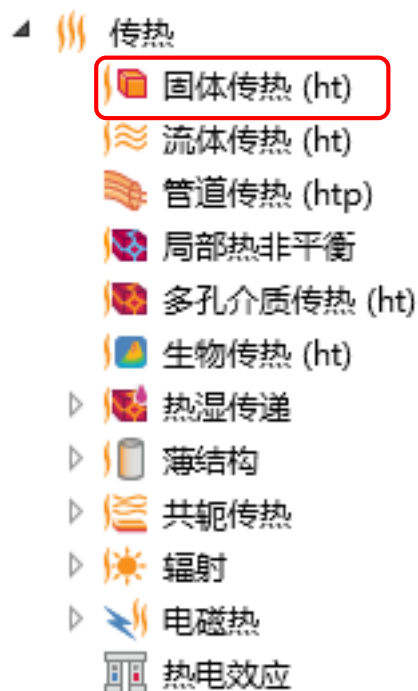 传热
固体传热 (ht)
流体传热 (ht)
管道传热 (htp)
局部热非平衡
多孔介质传热 (ht)
生物传热 (ht)
热湿传递
薄结构
共轭传热
辐射
电磁热
热电效应